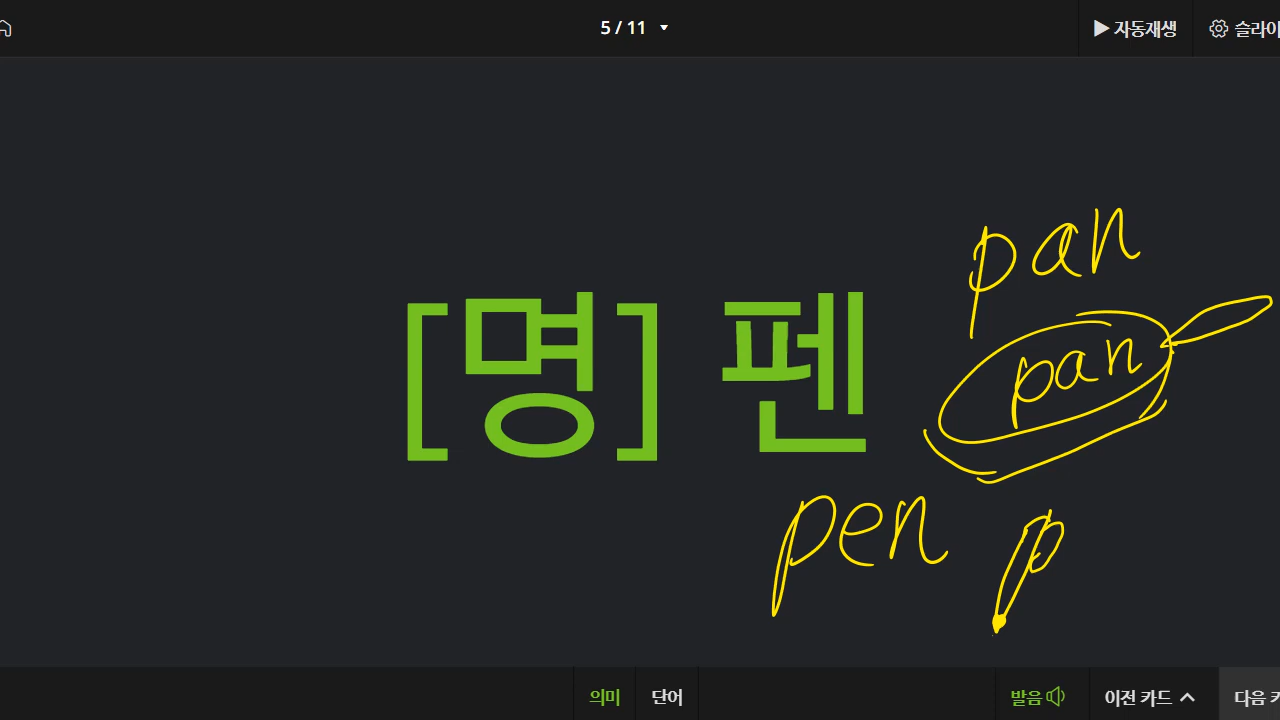 5 / 11
자동재생
슬라이
[명] 펜
pan
pan
pen
p
의미
단어
발음
이전 카드
다음 카